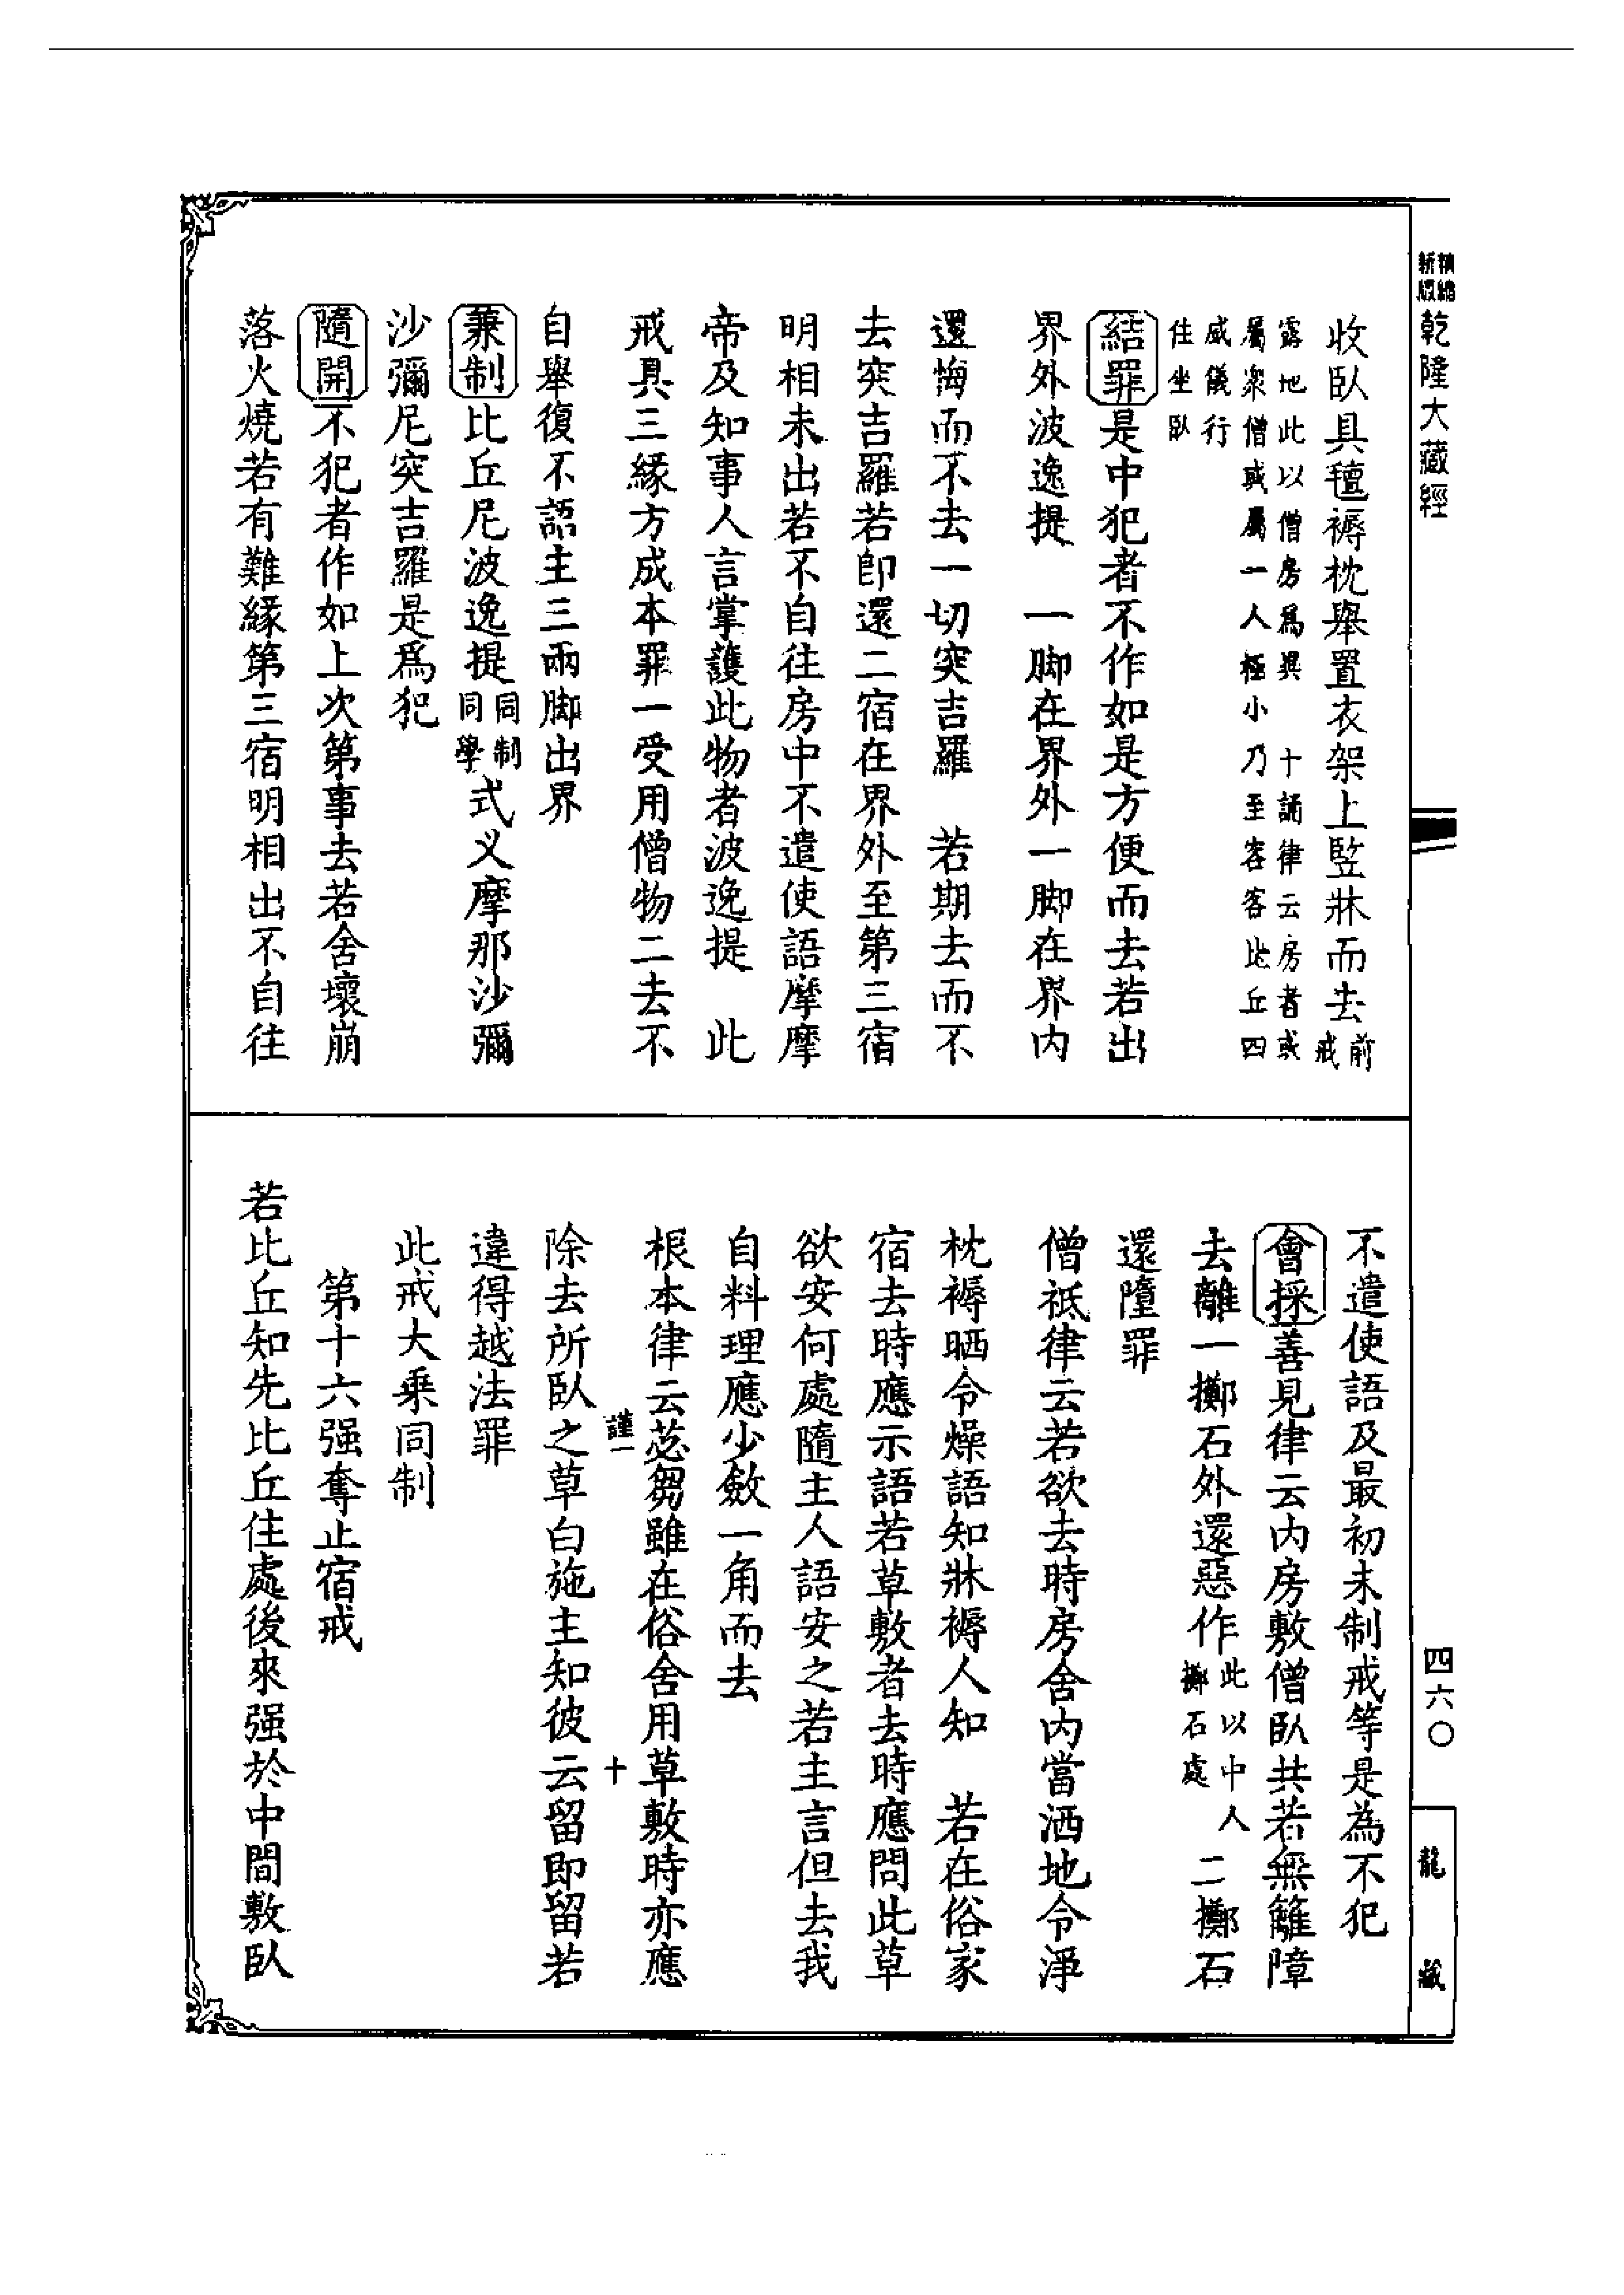 精縮新版乾隆大藏經
收臥具氊褥枕舉置衣架上監牀而去前戒
露地此以僧房爲異　十誦律云房者或
屬衆僧或屬一人極小乃至客客比丘四
威儀行
住坐臥
結罪是中犯者不作如是方便而去若出
界外波逸提　一脚在界外一脚在界内
還悔而不去一切突吉羅　若期去而不
去突吉羅若即還二宿在界外至第三宿
明相未出若不自往房中不遣使語摩摩
帝及知事人言掌護此物者波逸提　此
戒具三緣方成本罪一受用僧物二去不
自舉復不語主三兩脚出界
兼制比丘尼波逸提同制同學式叉摩那沙彌
沙彌尼突吉羅是爲犯
隨開不犯者作如上次第事去若舍壞崩
落火燒若有難緣第三宿明相出不自往
不遣使語及最初未制戒等是為不犯
會採善見律云内房敷僧臥共若無籬障
去離一擲石外還惡作此以中人擲石處二擲石
還墮罪
僧祇律云若欲去時房舍内當洒地令淨
枕褥晒令燥語知牀褥人知　若在俗家
宿去時應示語若草敷者去時應問此草
欲安何處隨主人語安之若主言但去我
自料理應少斂一角而去
根本律云苾芻雖在俗舍用草敷時亦應
謹一　十
除去所臥之草白施主知彼云留即留若
違得越法罪
此戒大乘同制
第十六强奪止宿戒
若比丘知先比丘住處後來强於中間敷臥
四六〇
龍藏